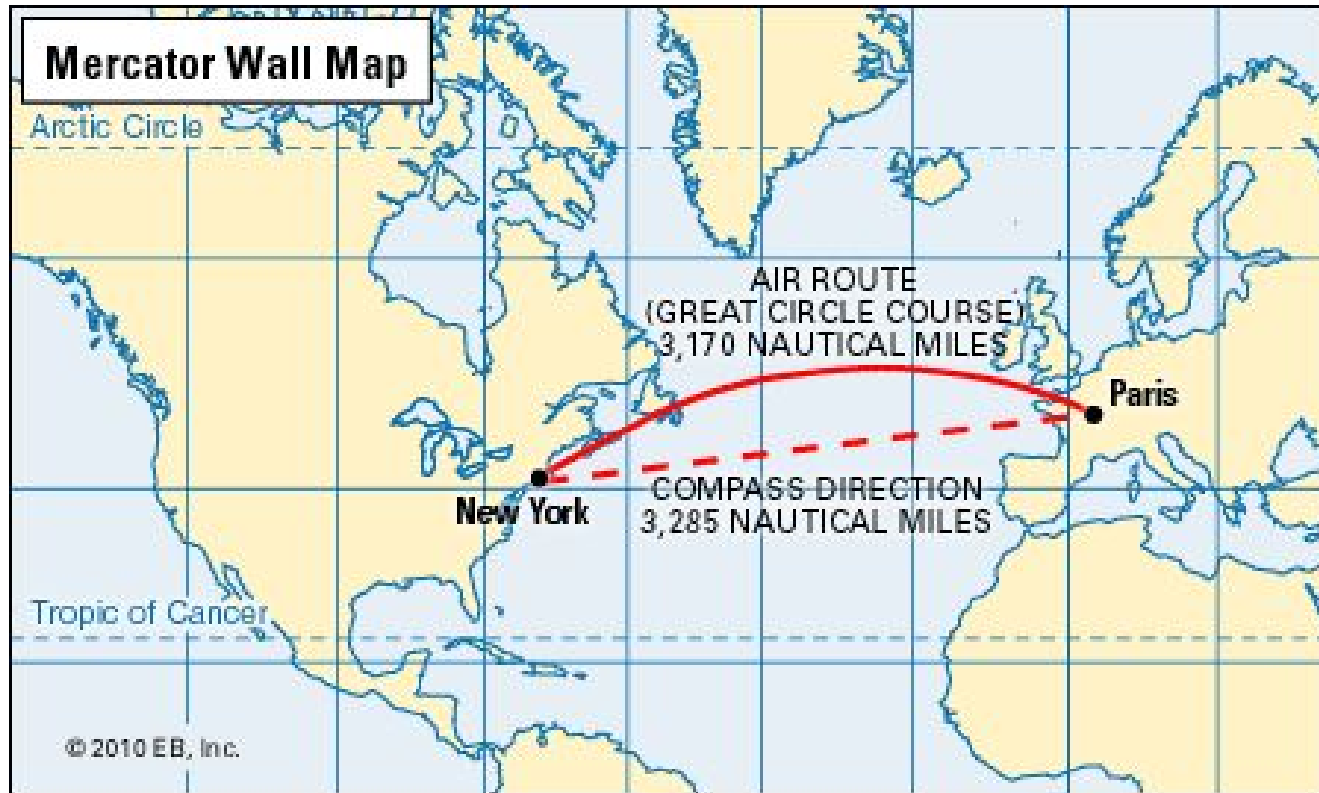 Mercator Wall Map
Arctic Circle
AIR ROUTE
(GREAT CIRCLE COURSE)
3,170 NAUTICAL MILES
Paris
New York
COMPASS DIRECTION
3,285 NAUTICAL MILES
Tropic of Cancer
© 2010 EB, Inc.